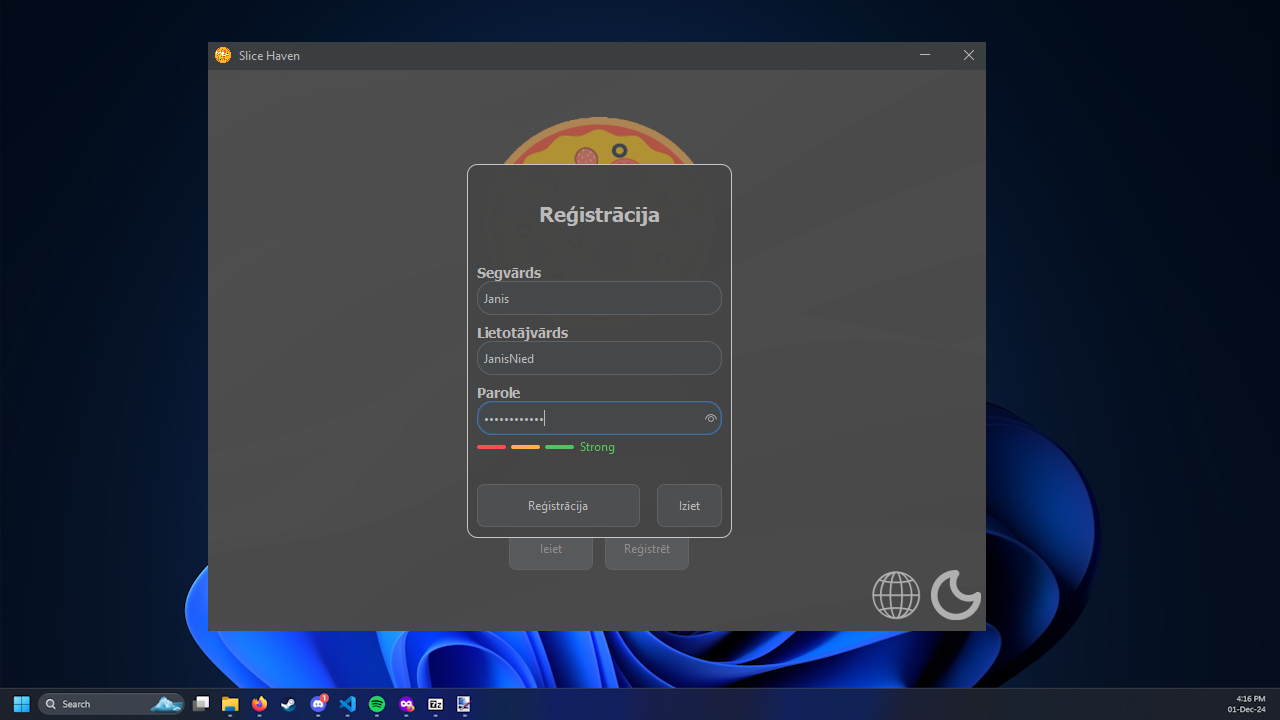 Slice Haven
Reģistrācija
Segvārds
Janis
Lietotājvārds
JanisNied
Parole
••••••••••••
Strong
Reģistrācija
Iziet
Ieiet
Reģistrēt
Search
1
4:16 PM
01-Dec-24